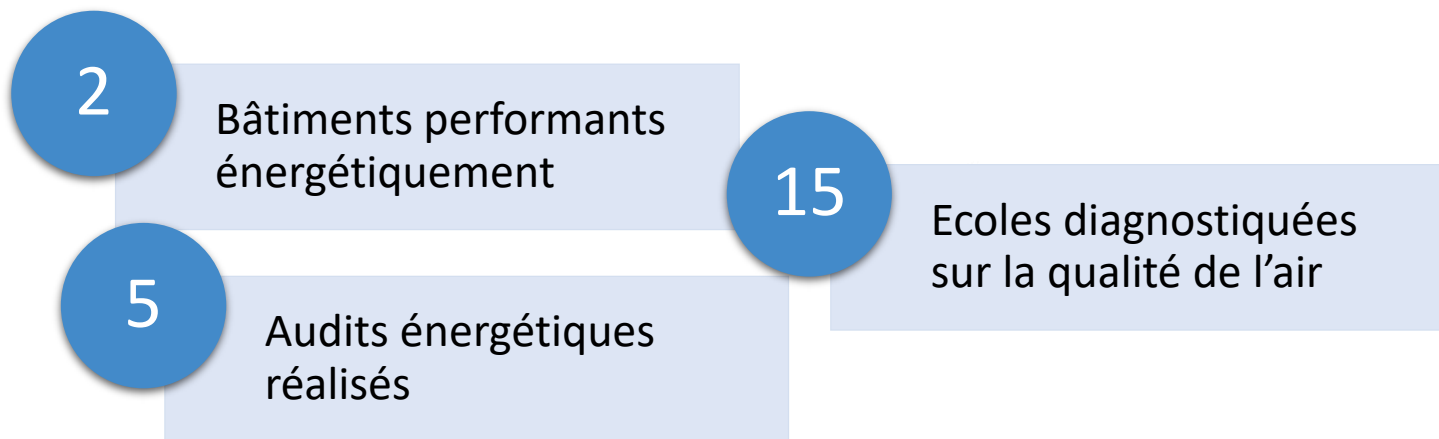 2
Bâtiments performants
énergétiquement
5
Audits énergétiques
réalisés
15
Ecoles diagnostiquées
sur la qualité de l’air